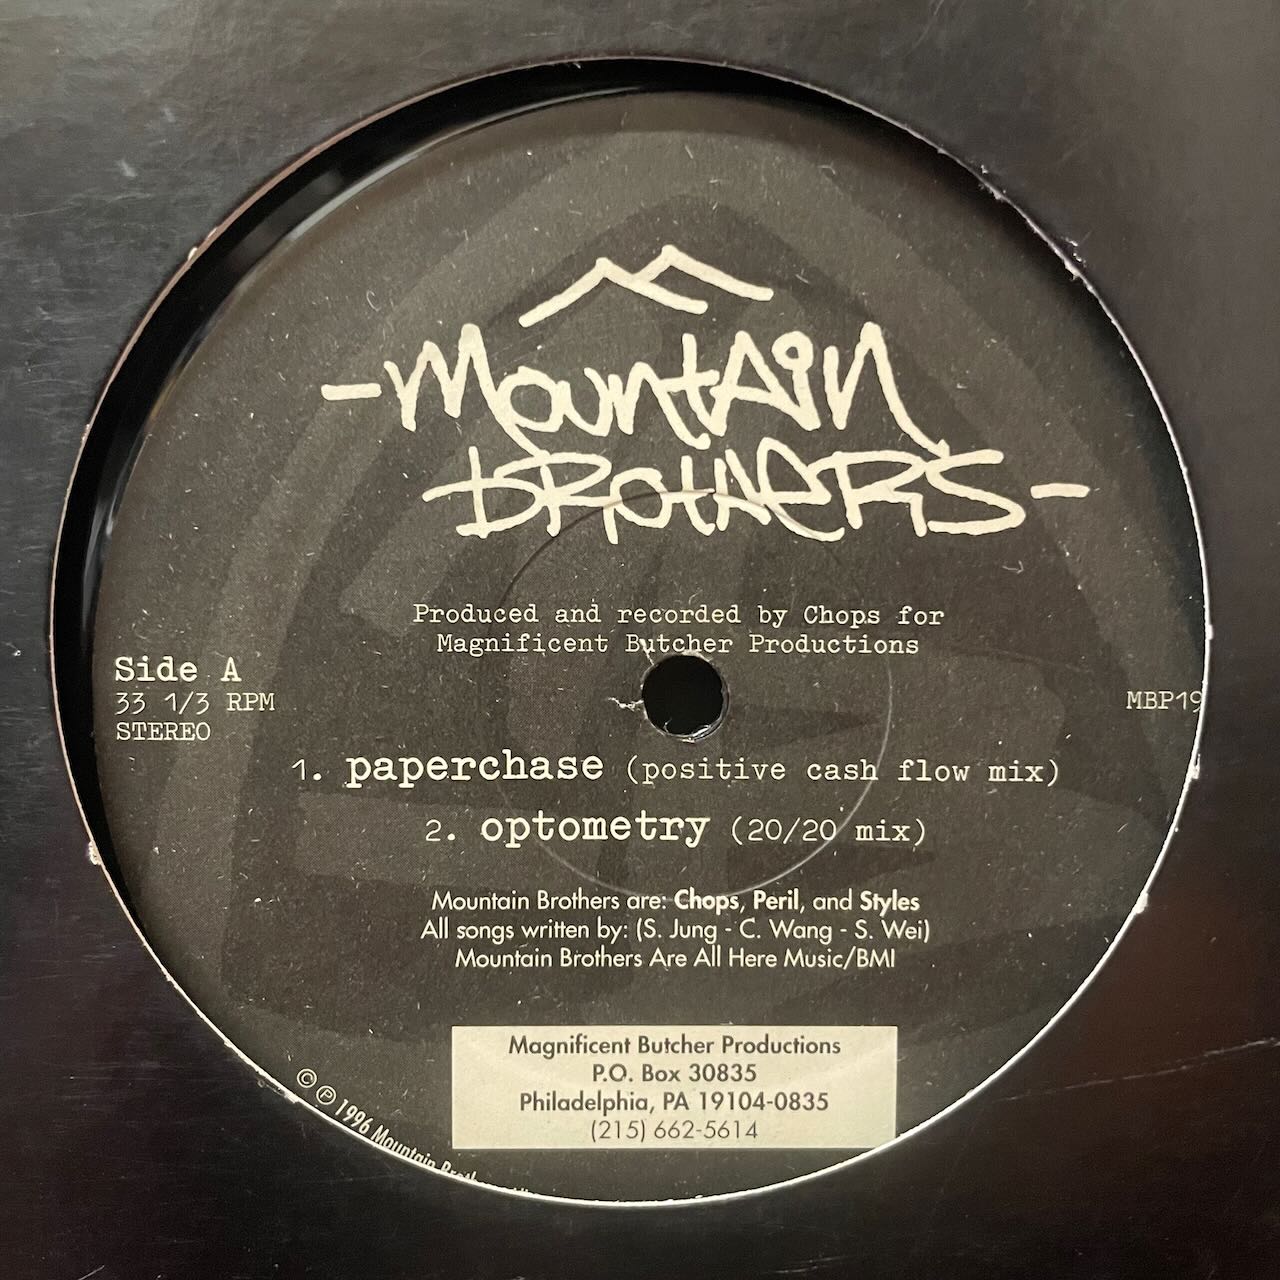 -Mountain
Brothers-
Produced and recorded by Chops for
Magnificent Butcher Productions
Side A
33 1/3 RPM
STEREO
MBP19
1. paperchase (positive cash flow mix)
2. optometry (20/20 mix)
Mountain Brothers are: Chops, Peril, and Styles
All songs written by: (S. Jung - C. Wang - S. Wei)
Mountain Brothers Are All Here Music/BMI
Magnificent Butcher Productions
P.O. Box 30835
Philadelphia, PA 19104-0835
(215) 662-5614
© ℗ 1996 Mountain